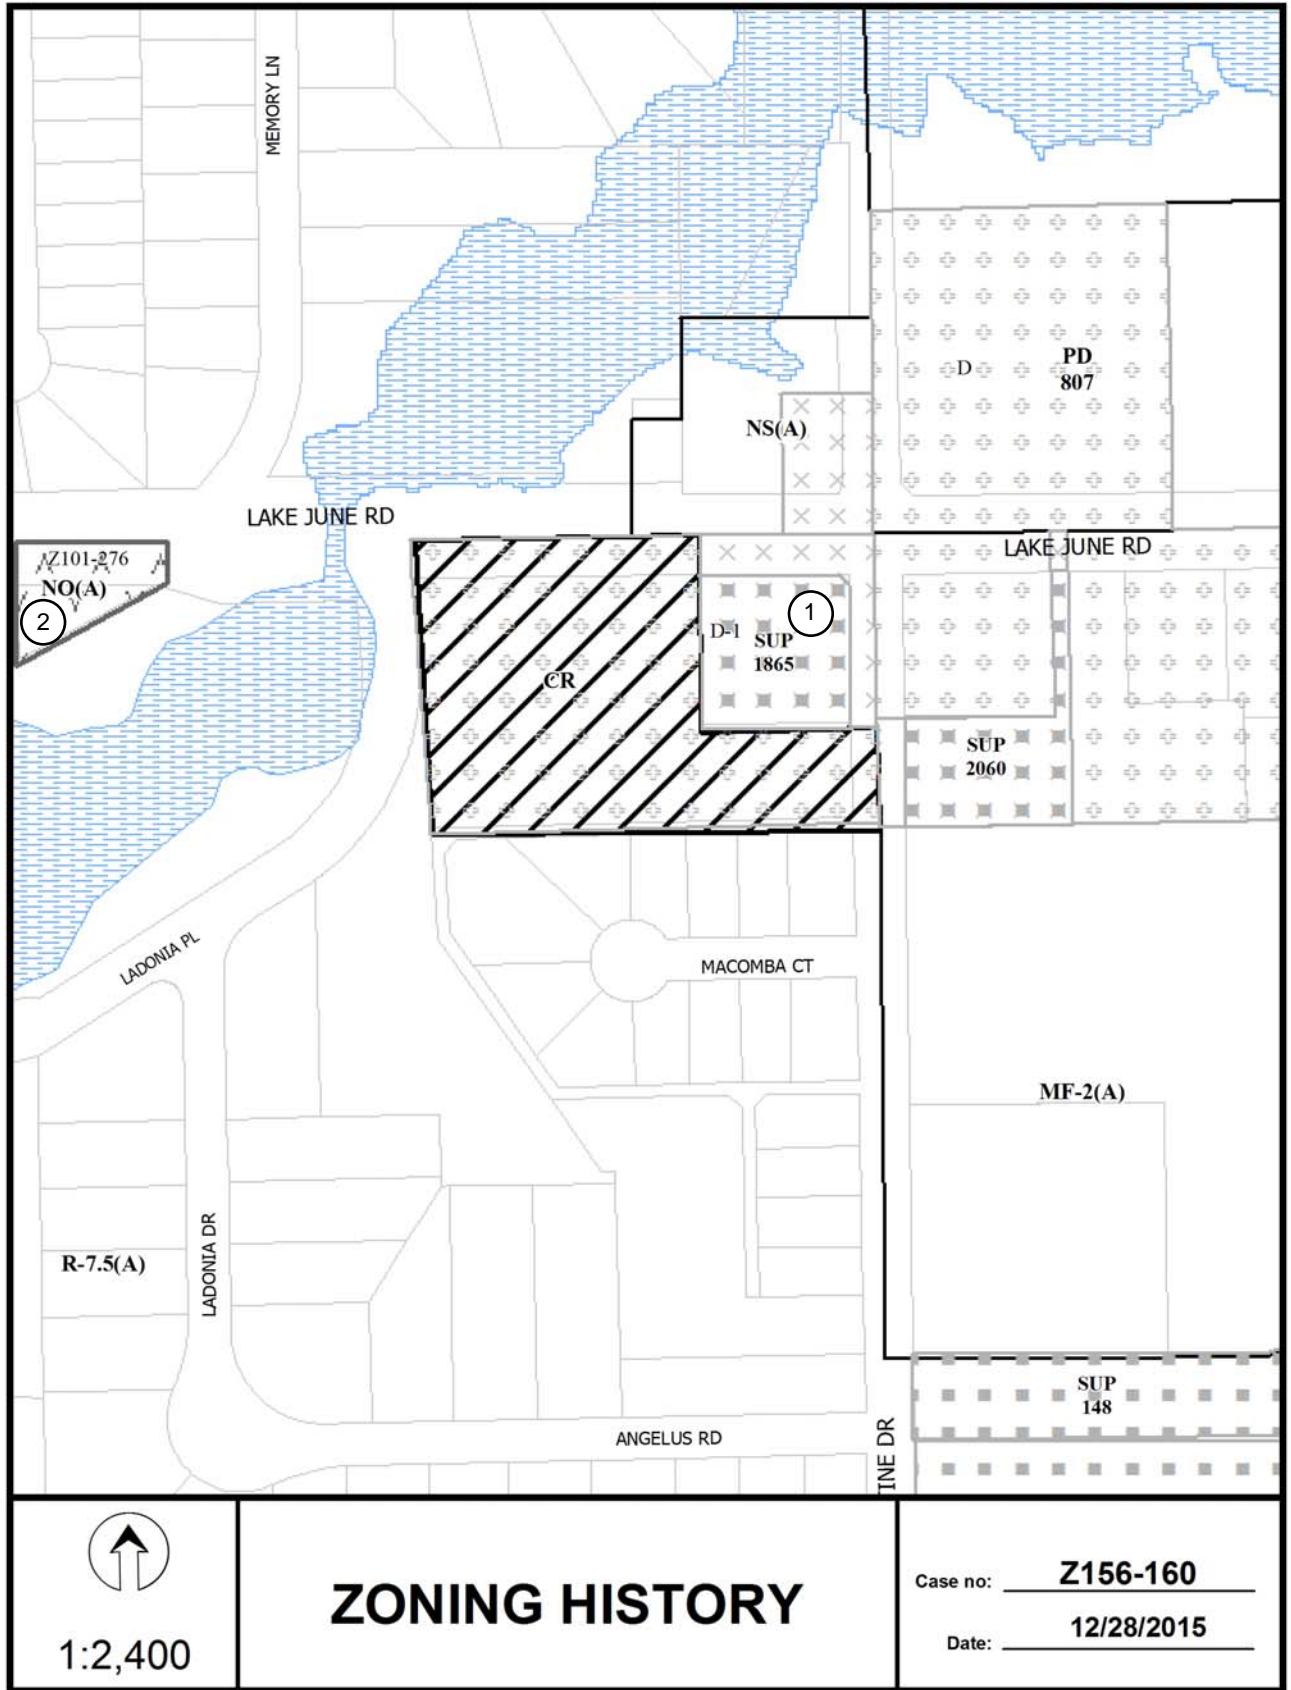 MEMORY LN
D
PD
807
NS(A)
LAKE JUNE RD
LAKE JUNE RD
Z101-276
NO(A)
2
1
D-1
SUP
1865
CR
SUP
2060
LADONIA PL
MACOMBA CT
MF-2(A)
LADONIA DR
R-7.5(A)
SUP
148
ANGELUS RD
TINE DR
1:2,400
ZONING HISTORY
Case no: Z156-160
Date: 12/28/2015